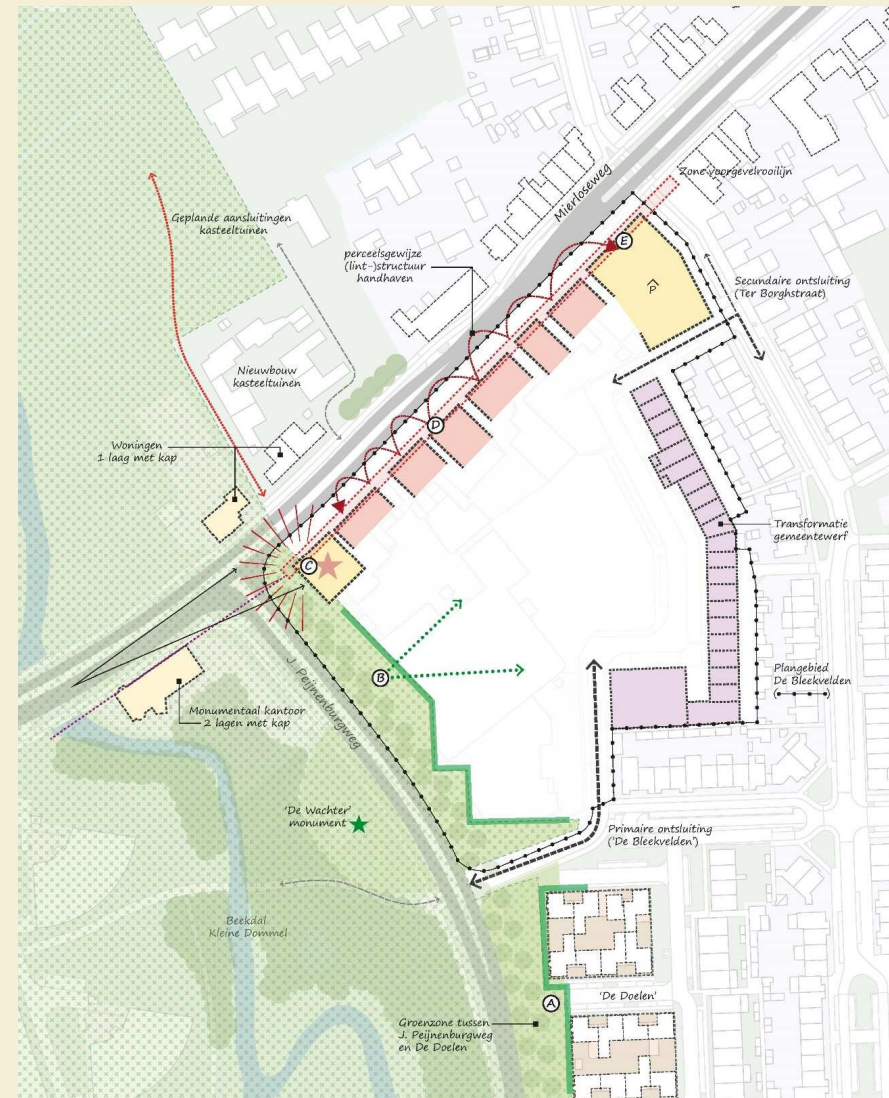 Zone voorgevelrooilijn
Mierloseweg
Geplande aansluitingen
kasteeltuinen
E
perceelsgewijze
(lint-)structuur
handhaven
Secundaire ontsluiting
(Ter Borghstraat)
P
Nieuwbouw
kasteeltuinen
D
Woningen
1 laag met kap
Transformatie
gemeentewerf
C
J. Peijnenburgweg
B
Plangebied
De Bleekvelden
Monumentaal kantoor
2 lagen met kap
'De Wachter'
monument
Primaire ontsluiting
('De Bleekvelden')
Beekdal
Kleine Dommel
'De Doelen'
A
Groenzone tussen
J. Peijnenburgweg
en De Doelen